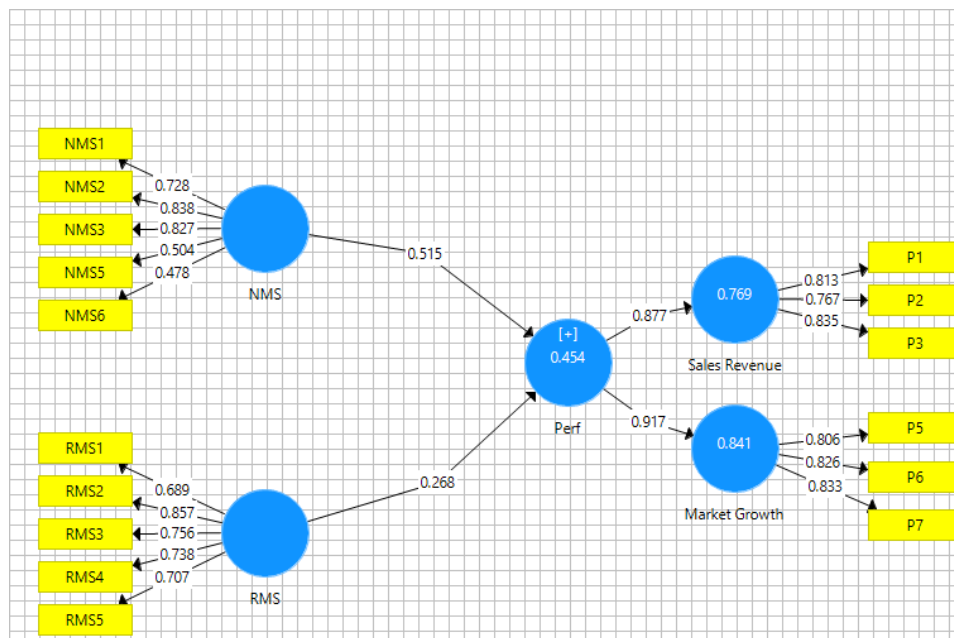 NMS1
NMS2
NMS3
NMS5
NMS6
0.728
0.838
0.827
0.504
0.478
NMS
0.515
RMS1
RMS2
RMS3
RMS4
RMS5
0.689
0.857
0.756
0.738
0.707
RMS
0.268
[+]
0.454
Perf
0.877
0.917
0.769
Sales Revenue
0.813
0.767
0.835
P1
P2
P3
0.841
Market Growth
0.806
0.826
0.833
P5
P6
P7